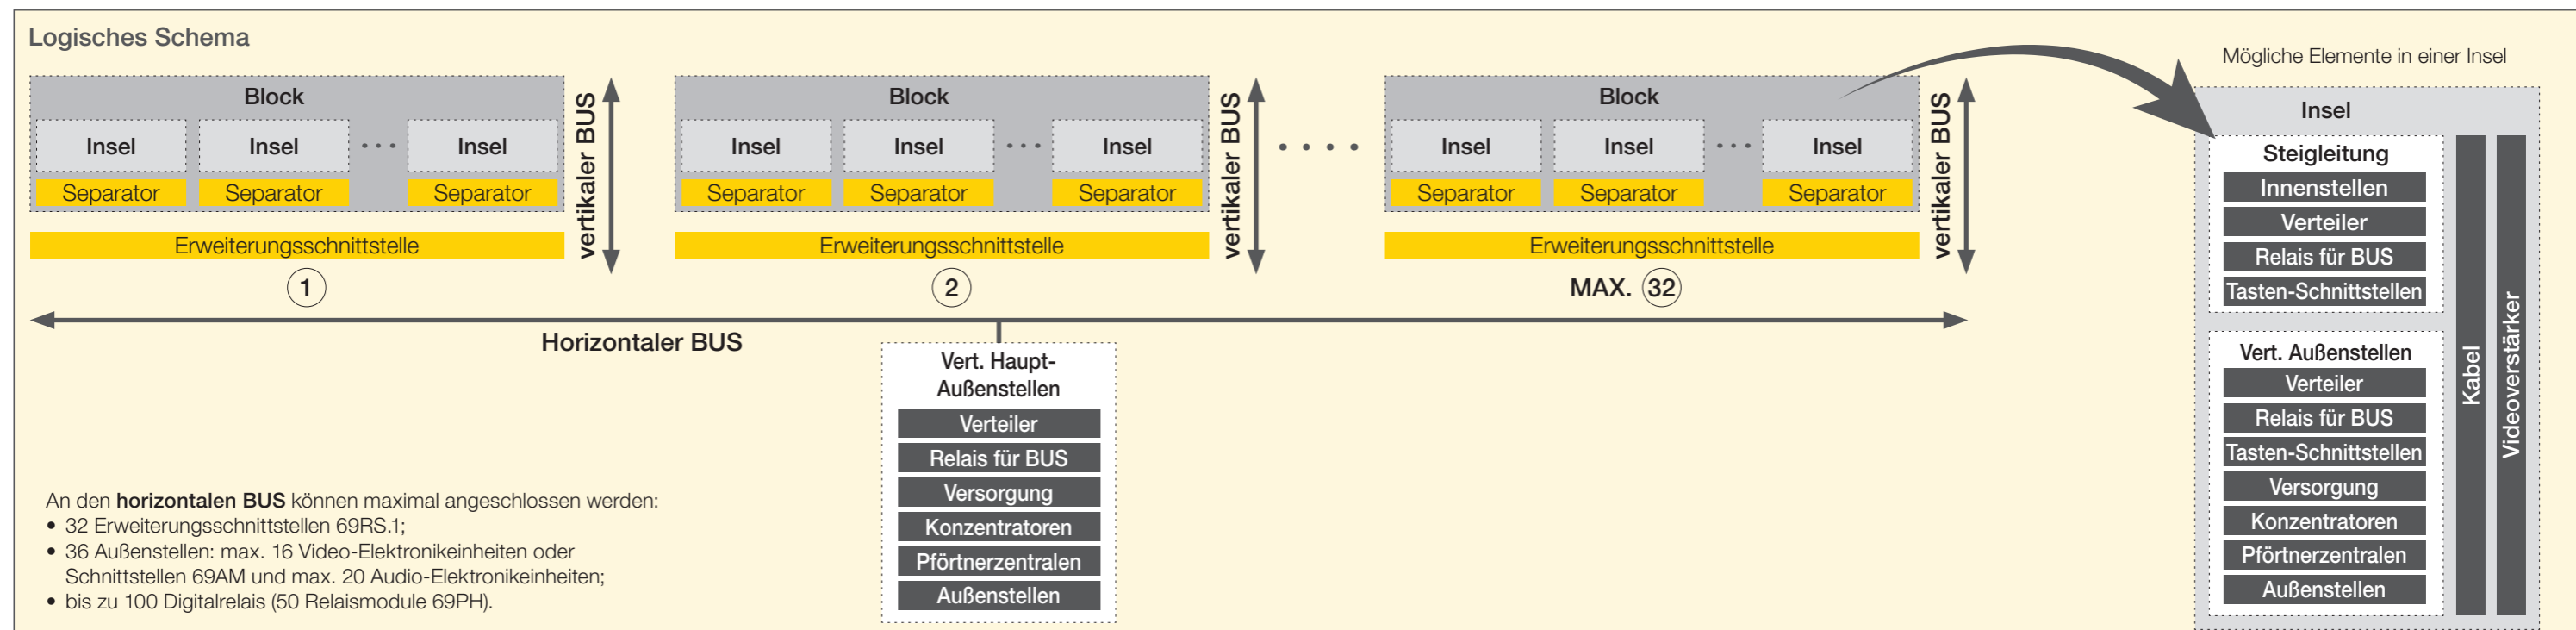 Logisches Schema
Block
Insel Insel ... Insel
Separator Separator Separator
Erweiterungsschnittstelle
1
vertikaler BUS
Block
Insel Insel ... Insel
Separator Separator Separator
Erweiterungsschnittstelle
2
vertikaler BUS
. . . .
Block
Insel Insel ... Insel
Separator Separator Separator
Erweiterungsschnittstelle
MAX. 32
vertikaler BUS
Horizontaler BUS
Vert. Haupt-
Außenstellen
Verteiler
Relais für BUS
Versorgung
Konzentratoren
Pförtnerzentralen
Außenstellen
An den horizontalen BUS können maximal angeschlossen werden:
• 32 Erweiterungsschnittstellen 69RS.1;
• 36 Außenstellen: max. 16 Video-Elektronikeinheiten oder
Schnittstellen 69AM und max. 20 Audio-Elektronikeinheiten;
• bis zu 100 Digitalrelais (50 Relaismodule 69PH).
Mögliche Elemente in einer Insel
Insel
Steigleitung
Innenstellen
Verteiler
Relais für BUS
Tasten-Schnittstellen
Vert. Außenstellen
Verteiler
Relais für BUS
Tasten-Schnittstellen
Versorgung
Konzentratoren
Pförtnerzentralen
Außenstellen
Kabel
Videoverstärker